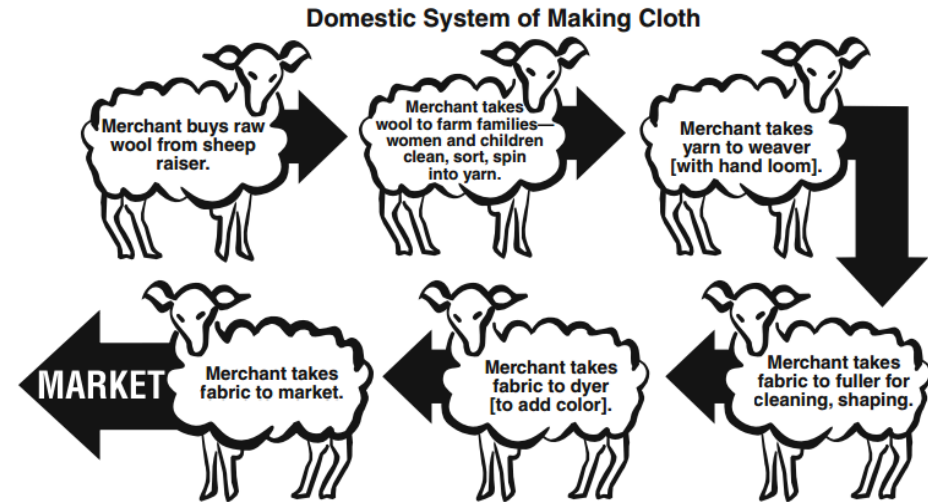 Domestic System of Making Cloth
Merchant buys raw
wool from sheep
raiser.
Merchant takes
wool to farm families—
women and children
clean, sort, spin
into yarn.
Merchant takes
yarn to weaver
[with hand loom].
Merchant takes
fabric to fuller for
cleaning, shaping.
Merchant takes
fabric to dyer
[to add color].
Merchant takes
fabric to market.
MARKET